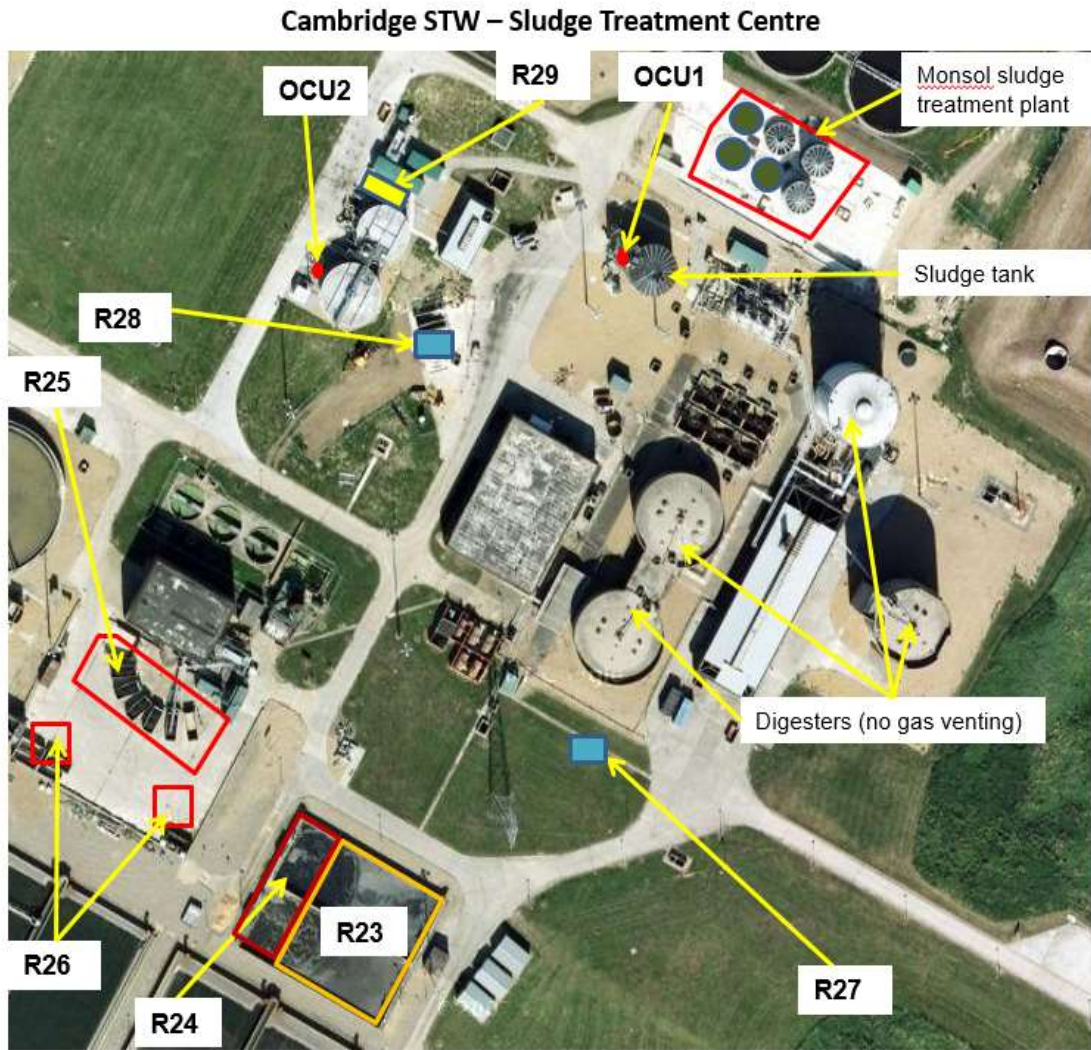 Cambridge STW – Sludge Treatment Centre
OCU2
R29
OCU1
Monsol sludge
treatment plant
Sludge tank
R28
R25
Digesters (no gas venting)
R23
R26
R24
R27